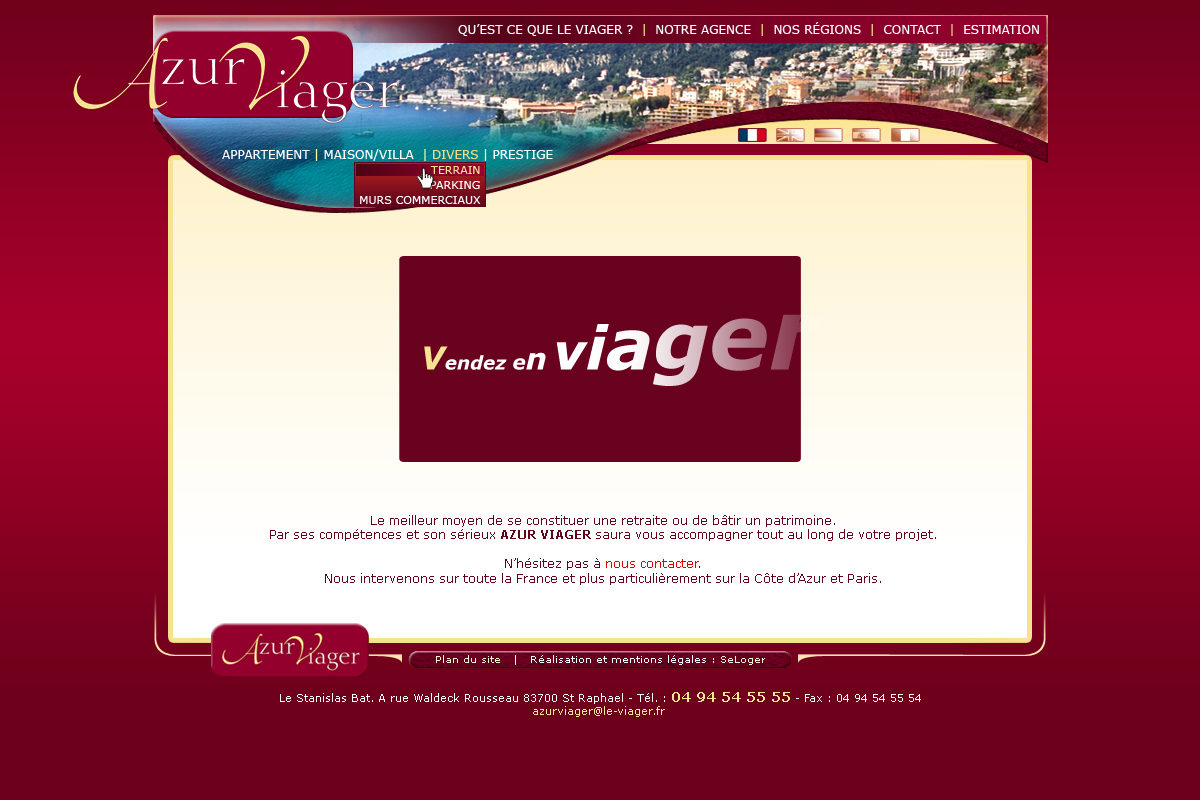 QU'EST CE QUE LE VIAGER ? | NOTRE AGENCE | NOS RÉGIONS | CONTACT | ESTIMATION
Azur Viager
APPARTEMENT | MAISON/VILLA | DIVERS | PRESTIGE
TERRAIN
PARKING
MURS COMMERCIAUX
Vendez en viager
Le meilleur moyen de se constituer une retraite ou de bâtir un patrimoine.
Par ses compétences et son sérieux AZUR VIAGER saura vous accompagner tout au long de votre projet.
N'hésitez pas à nous contacter.
Nous intervenons sur toute la France et plus particulièrement sur la Côte d'Azur et Paris.
Azur Viager
Plan du site | Réalisation et mentions légales : SeLoger
Le Stanislas Bat. A rue Waldeck Rousseau 83700 St Raphael - Tél. : 04 94 54 55 55 - Fax : 04 94 54 55 54
azurviager@le-viager.fr